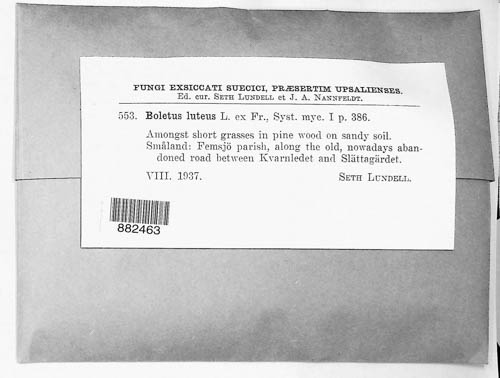 FUNGI EXSICCATI SUECICI, PRÆSERTIM UPSALIENSES.
Ed. cur. SETH LUNDELL et J. A. NANNFELDT.
553. Boletus luteus L. ex Fr., Syst. myc. I p. 386.
Amongst short grasses in pine wood on sandy soil.
Småland: Femsjö parish, along the old, nowadays aban-
doned road between Kvarnledet and Slättagärdet.
VIII. 1937. SETH LUNDELL.
882463